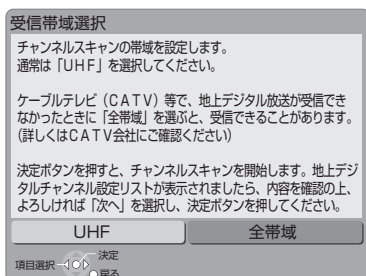 受信帯域選択
チャンネルスキャンの帯域を設定します。
通常は「UHF」を選択してください。
ケーブルテレビ(CATV)等で、地上デジタル放送が受信でき
なかったときに「全帯域」を選ぶと、受信できることがあります。
(詳しくはCATV会社にご確認ください)
決定ボタンを押すと、チャンネルスキャンを開始します。地上デジ
タルチャンネル設定リストが表示されましたら、内容を確認の上、
よろしければ「次へ」を選択し、決定ボタンを押してください。
UHF 全帯域
決定
項目選択
戻る